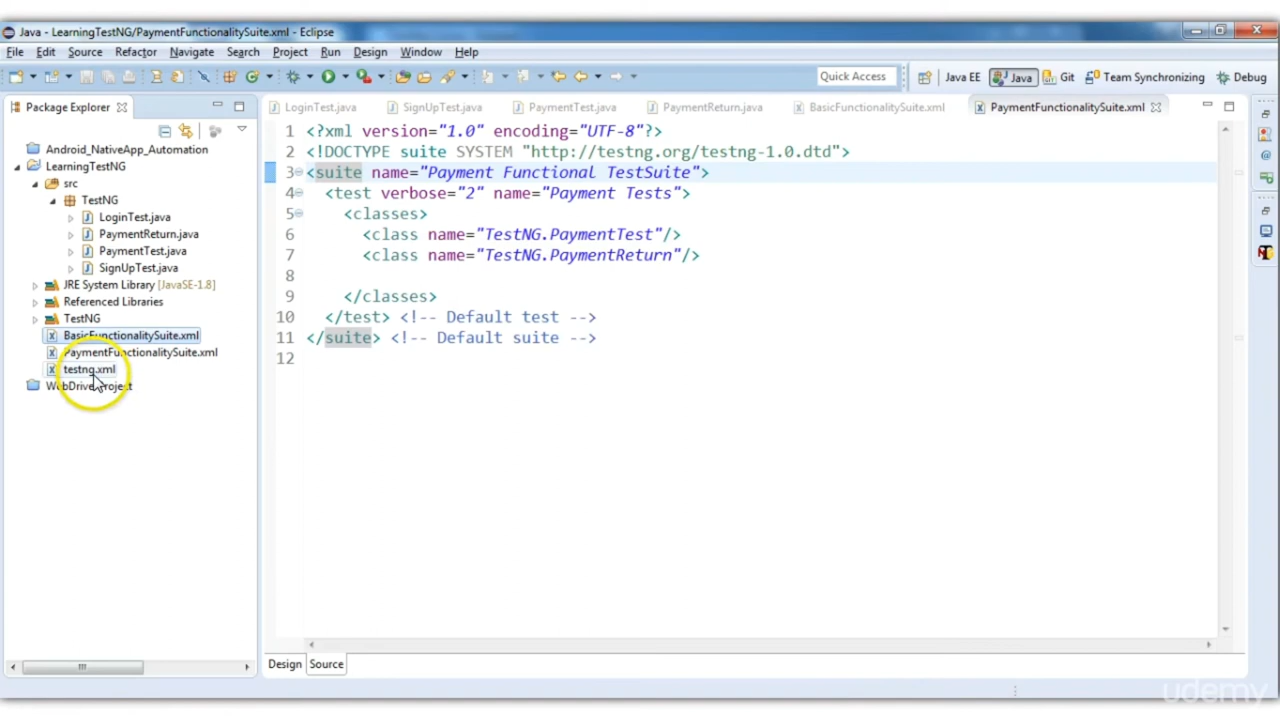 Java - LearningTestNG/PaymentFunctionalitySuite.xml - Eclipse
File Edit Source Refactor Navigate Search Project Run Design Window Help
Quick Access Java EE Java Git Team Synchronizing Debug
Package Explorer
LoginTest.java SignUpTest.java PaymentTest.java PaymentReturn.java BasicFunctionalitySuite.xml PaymentFunctionalitySuite.xml
Android_NativeApp_Automation
LearningTestNG
src
TestNG
LoginTest.java
PaymentReturn.java
PaymentTest.java
SignUpTest.java
JRE System Library [JavaSE-1.8]
Referenced Libraries
TestNG
BasicFunctionalitySuite.xml
PaymentFunctionalitySuite.xml
testng.xml
WebDriverProject
1 <?xml version="1.0" encoding="UTF-8"?>
2 <!DOCTYPE suite SYSTEM "http://testng.org/testng-1.0.dtd">
3 <suite name="Payment Functional TestSuite">
4 <test verbose="2" name="Payment Tests">
5 <classes>
6 <class name="TestNG.PaymentTest"/>
7 <class name="TestNG.PaymentReturn"/>
8
9 </classes>
10 </test> <!-- Default test -->
11 </suite> <!-- Default suite -->
12
Design Source
udemy